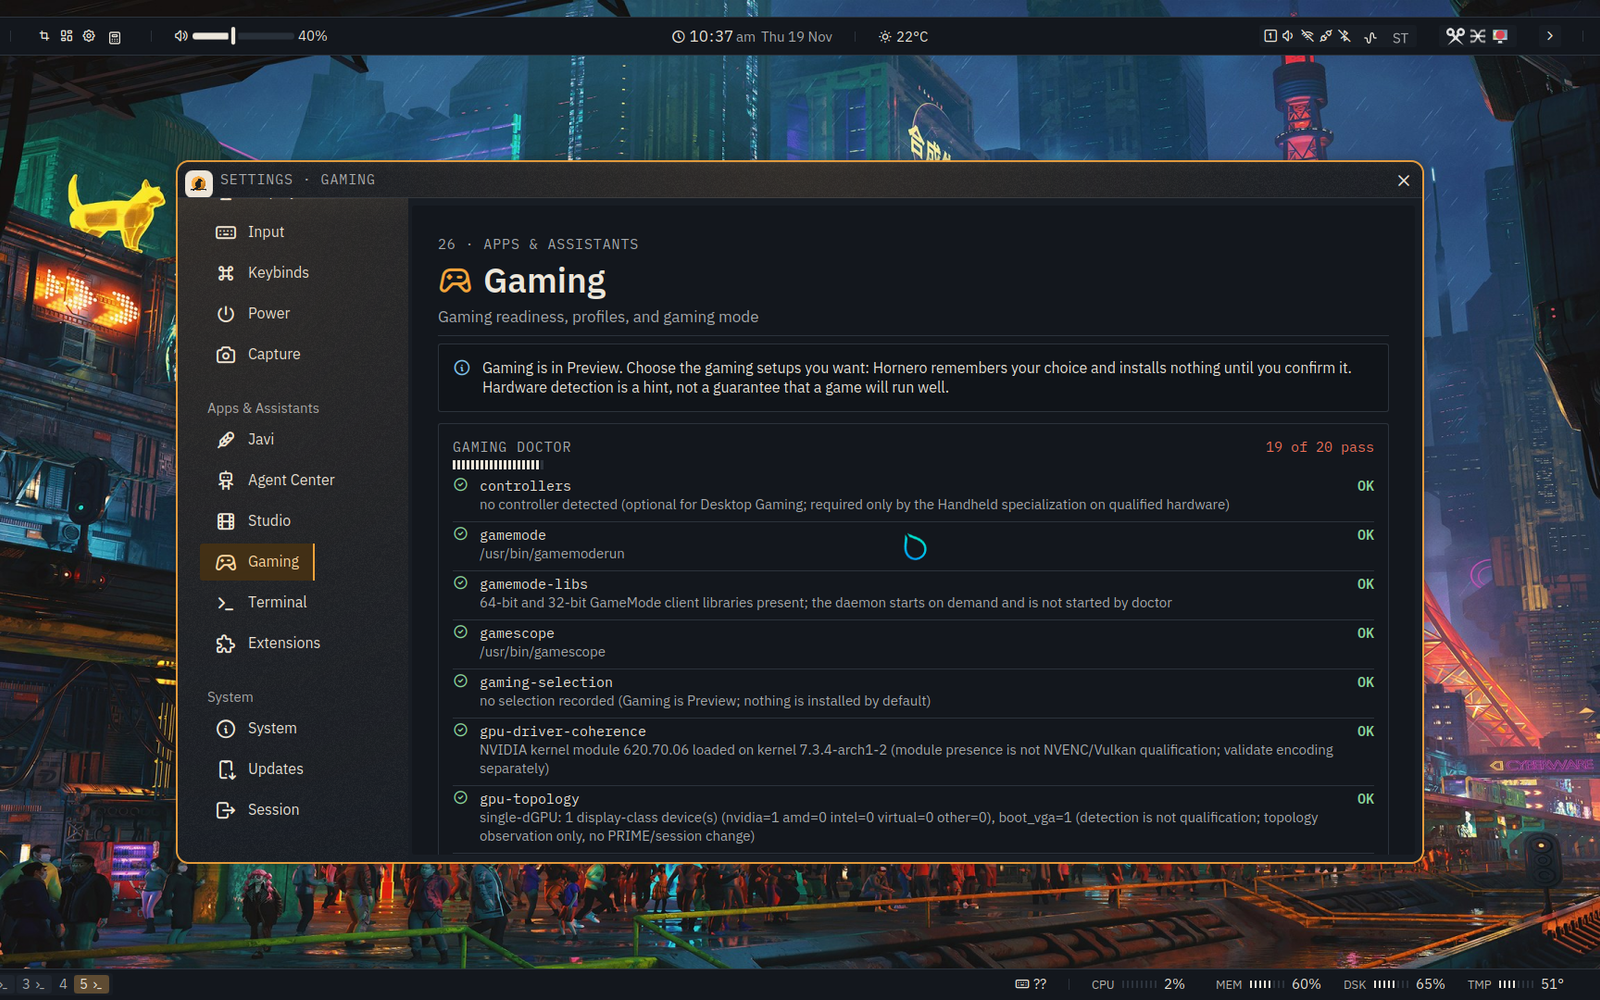 40%
10:37 am Thu 19 Nov
22°C
1
ST
SETTINGS · GAMING
Input
Keybinds
Power
Capture
Apps & Assistants
Javi
Agent Center
Studio
Gaming
Terminal
Extensions
System
System
Updates
Session
26 · APPS & ASSISTANTS
Gaming
Gaming readiness, profiles, and gaming mode
Gaming is in Preview. Choose the gaming setups you want: Hornero remembers your choice and installs nothing until you confirm it.
Hardware detection is a hint, not a guarantee that a game will run well.
GAMING DOCTOR
19 of 20 pass
controllers
OK
no controller detected (optional for Desktop Gaming; required only by the Handheld specialization on qualified hardware)
gamemode
OK
/usr/bin/gamemoderun
gamemode-libs
OK
64-bit and 32-bit GameMode client libraries present; the daemon starts on demand and is not started by doctor
gamescope
OK
/usr/bin/gamescope
gaming-selection
OK
no selection recorded (Gaming is Preview; nothing is installed by default)
gpu-driver-coherence
OK
NVIDIA kernel module 620.70.06 loaded on kernel 7.3.4-arch1-2 (module presence is not NVENC/Vulkan qualification; validate encoding
separately)
gpu-topology
OK
single-dGPU: 1 display-class device(s) (nvidia=1 amd=0 intel=0 virtual=0 other=0), boot_vga=1 (detection is not qualification; topology
observation only, no PRIME/session change)
CYBERWARE
3
4
5
??
CPU 2%
MEM 60%
DSK 65%
TMP 51°